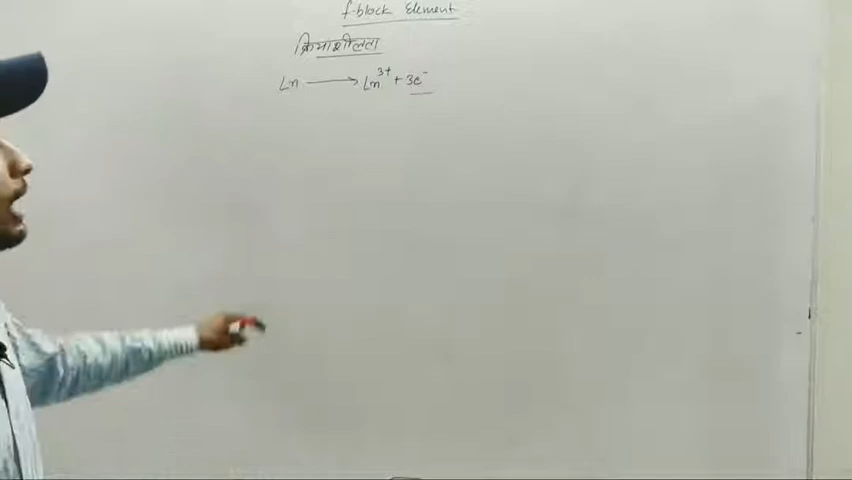 f-block Element
क्रियाशीलता
Ln ⟶ Ln³⁺ + 3e⁻